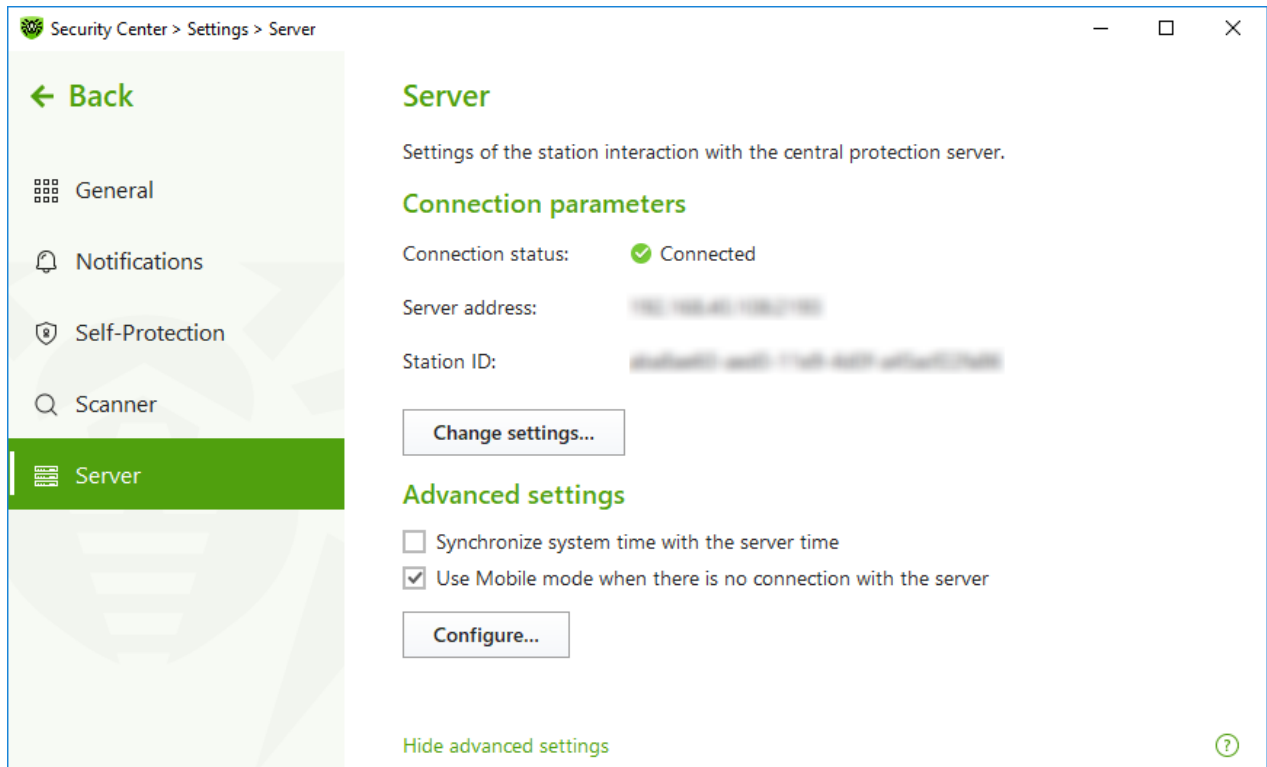 Security Center > Settings > Server
Back
General
Notifications
Self-Protection
Scanner
Server
Server
Settings of the station interaction with the central protection server.
Connection parameters
Connection status: Connected
Server address:
Station ID:
Change settings...
Advanced settings
Synchronize system time with the server time
Use Mobile mode when there is no connection with the server
Configure...
Hide advanced settings
?